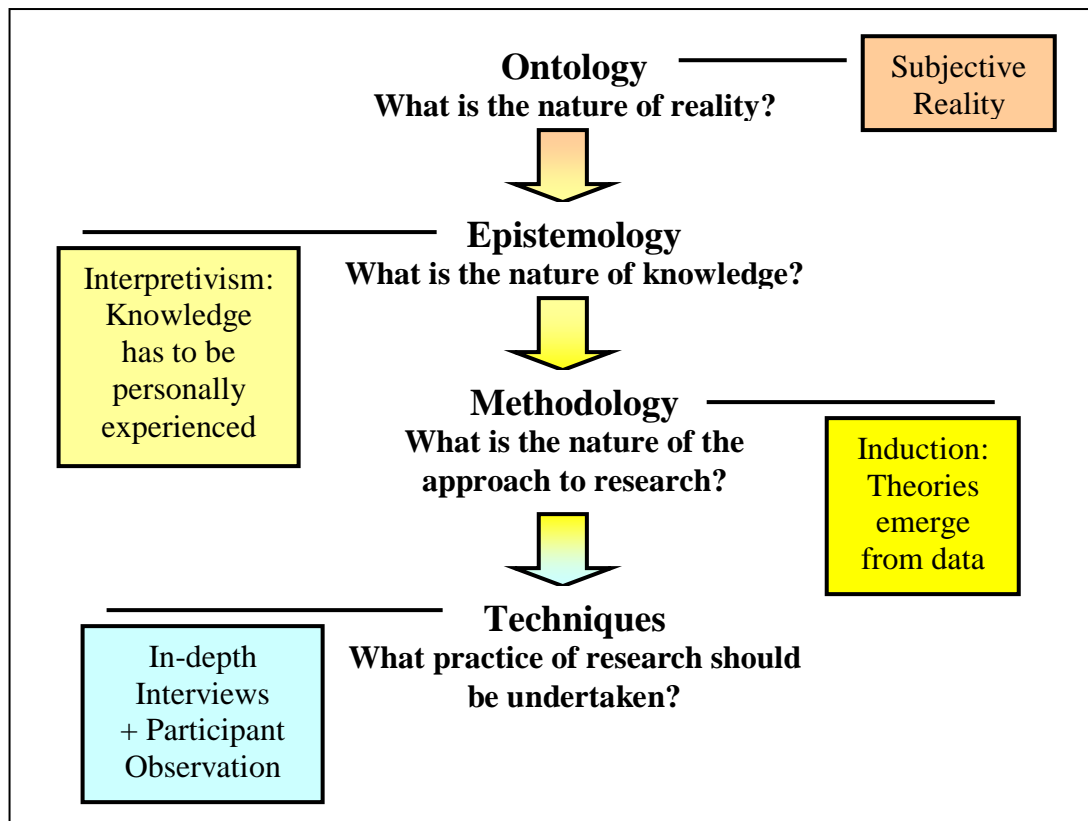 Ontology
What is the nature of reality?
Subjective
Reality
Epistemology
What is the nature of knowledge?
Interpretivism:
Knowledge
has to be
personally
experienced
Methodology
What is the nature of the
approach to research?
Induction:
Theories
emerge
from data
Techniques
What practice of research should
be undertaken?
In-depth
Interviews
+ Participant
Observation